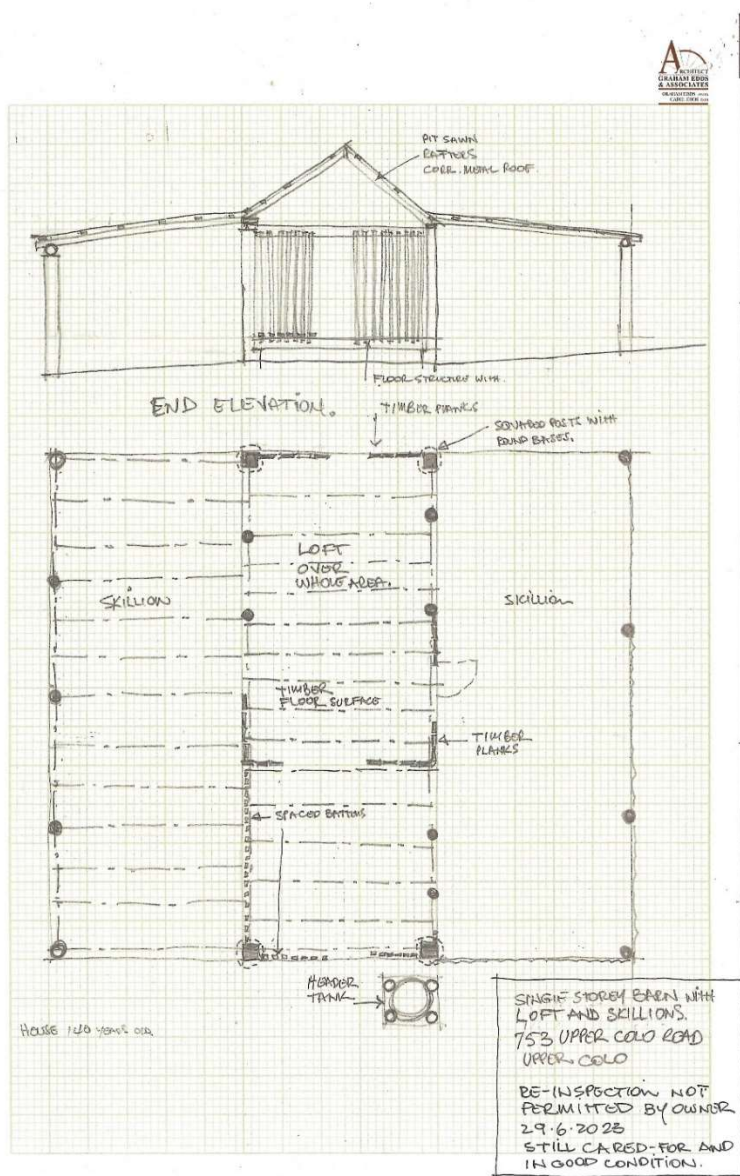 ARCHITECT
GRAHAM EDDS
& ASSOCIATES
PIT SAWN
RAFTERS
CORR. METAL ROOF.
FLOOR STRUCTURE WITH
TIMBER PLANKS
END ELEVATION.
SQUARED POSTS WITH
ROUND BASES.
LOFT
OVER
WHOLE AREA.
SKILLION
SKILLION
TIMBER
FLOOR SURFACE
TIMBER
PLANKS
SPACED BATTENS
HEADER
TANK
HOUSE 140 YEARS OLD.
SINGLE STOREY BARN WITH
LOFT AND SKILLIONS.
753 UPPER COLO ROAD
UPPER COLO
RE-INSPECTION NOT
PERMITTED BY OWNER
29.6.2023
STILL CARED-FOR AND
IN GOOD CONDITION.